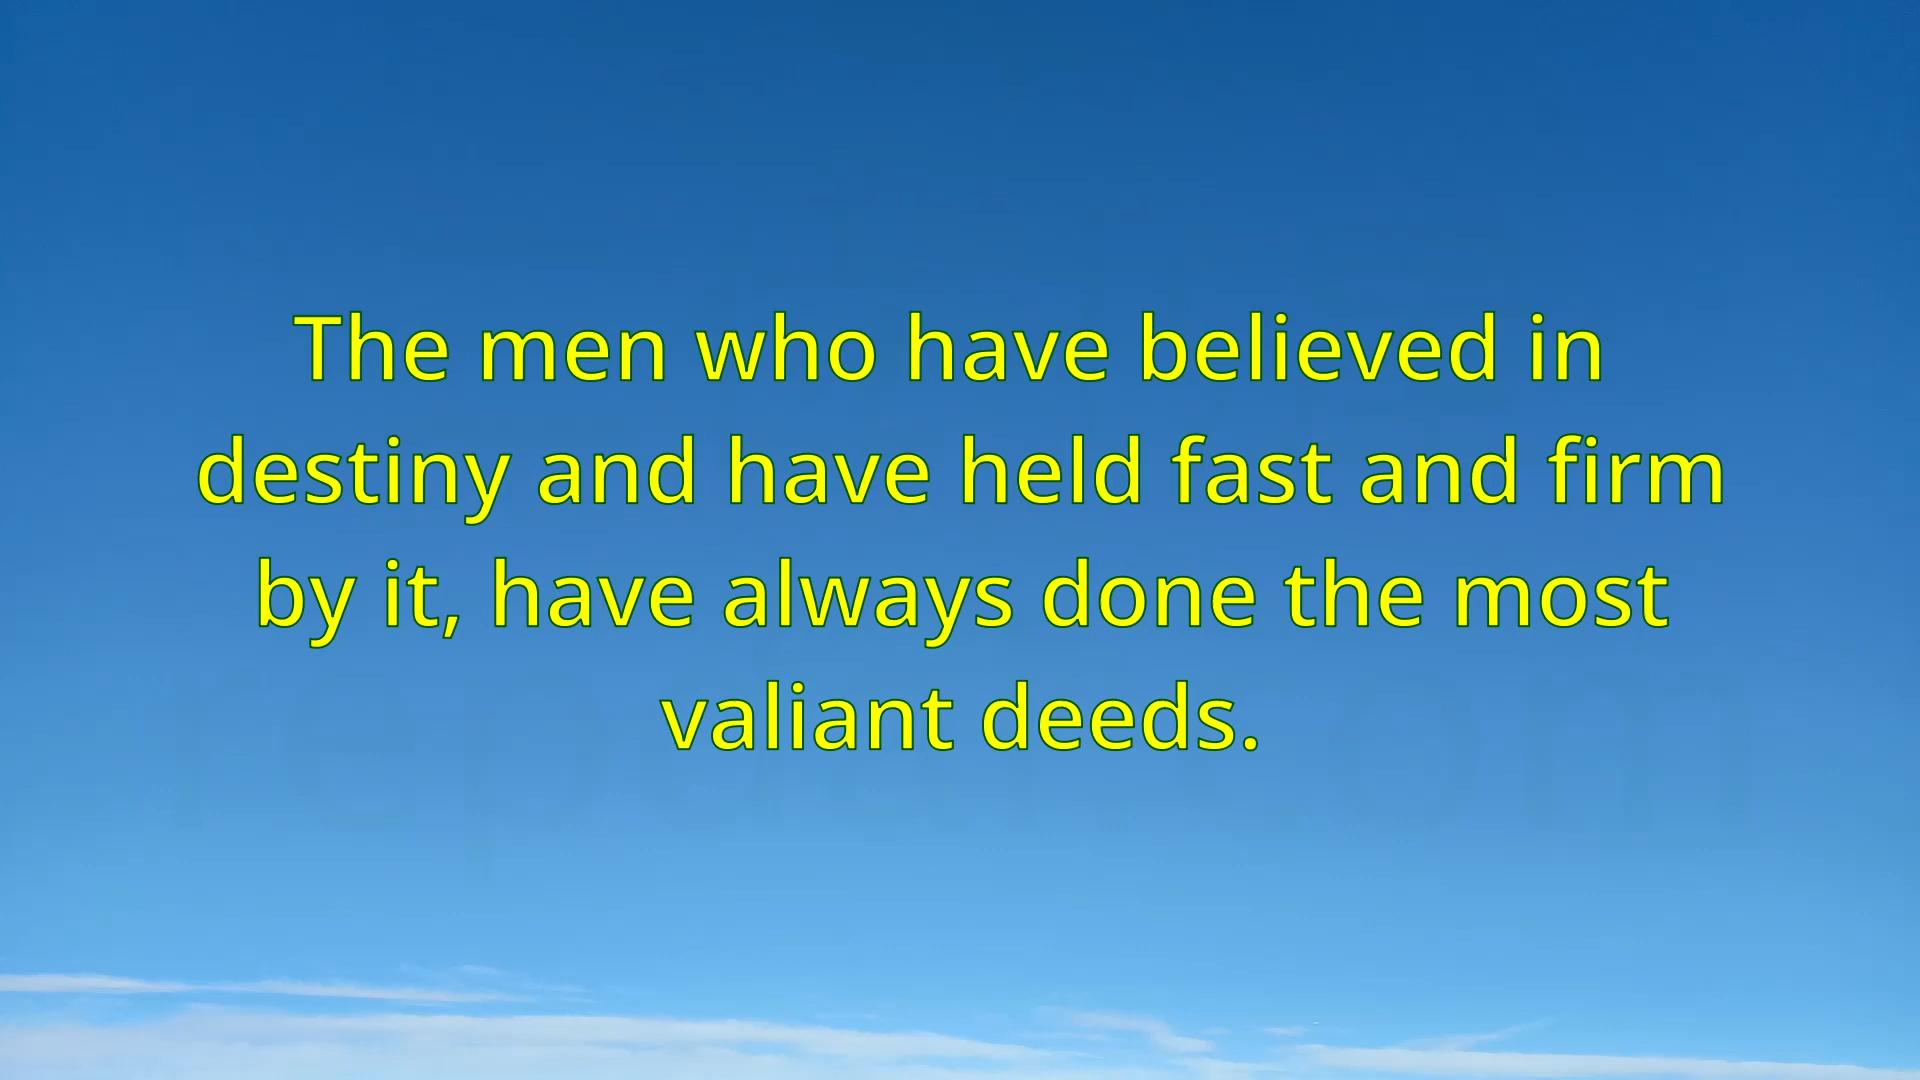 The men who have believed in
destiny and have held fast and firm
by it, have always done the most
valiant deeds.